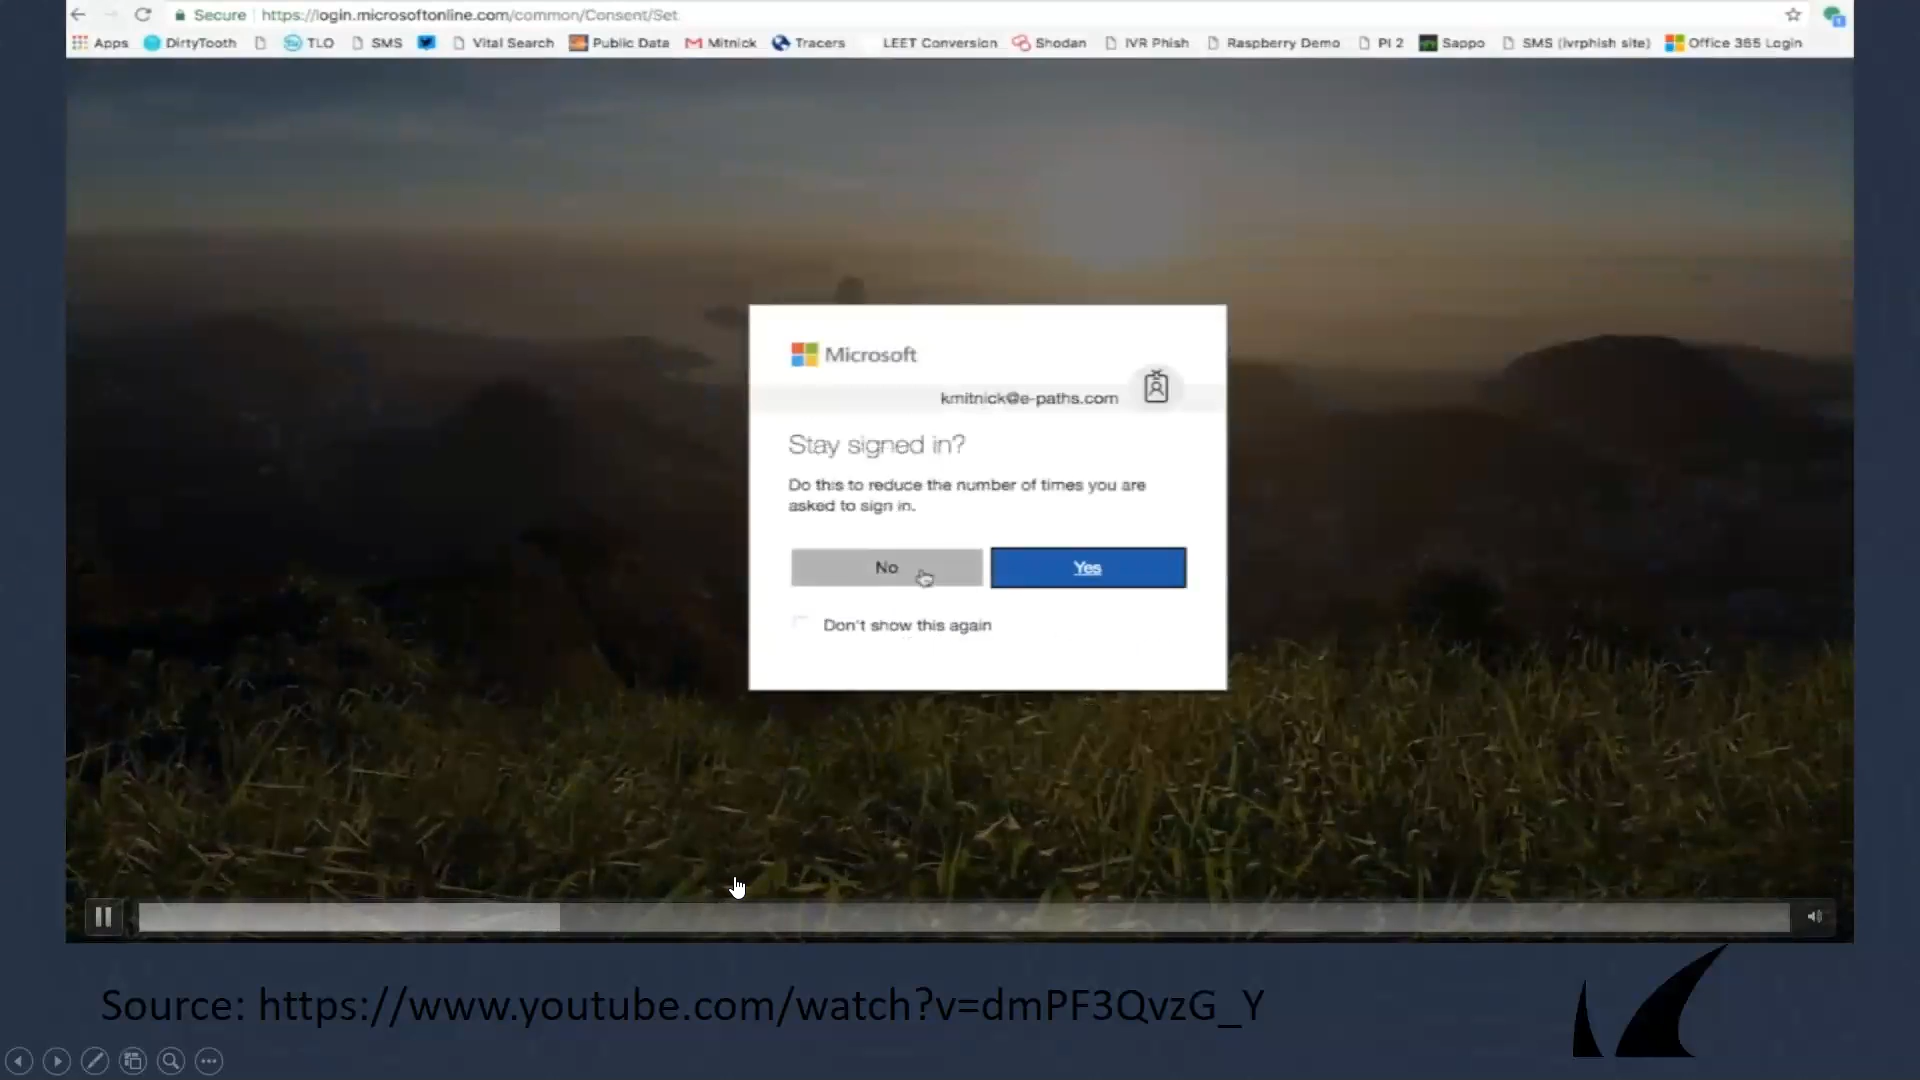 Secure https://login.microsoftonline.com/common/Consent/Set
Apps DirtyTooth TLO SMS Vital Search Public Data Mitnick Tracers LEET Conversion Shodan IVR Phish Raspberry Demo Pi 2 Sappo SMS (ivrphish site) Office 365 Login
Microsoft
kmitnick@e-paths.com
Stay signed in?
Do this to reduce the number of times you are
asked to sign in.
No Yes
Don't show this again
Source: https://www.youtube.com/watch?v=dmPF3QvzG_Y